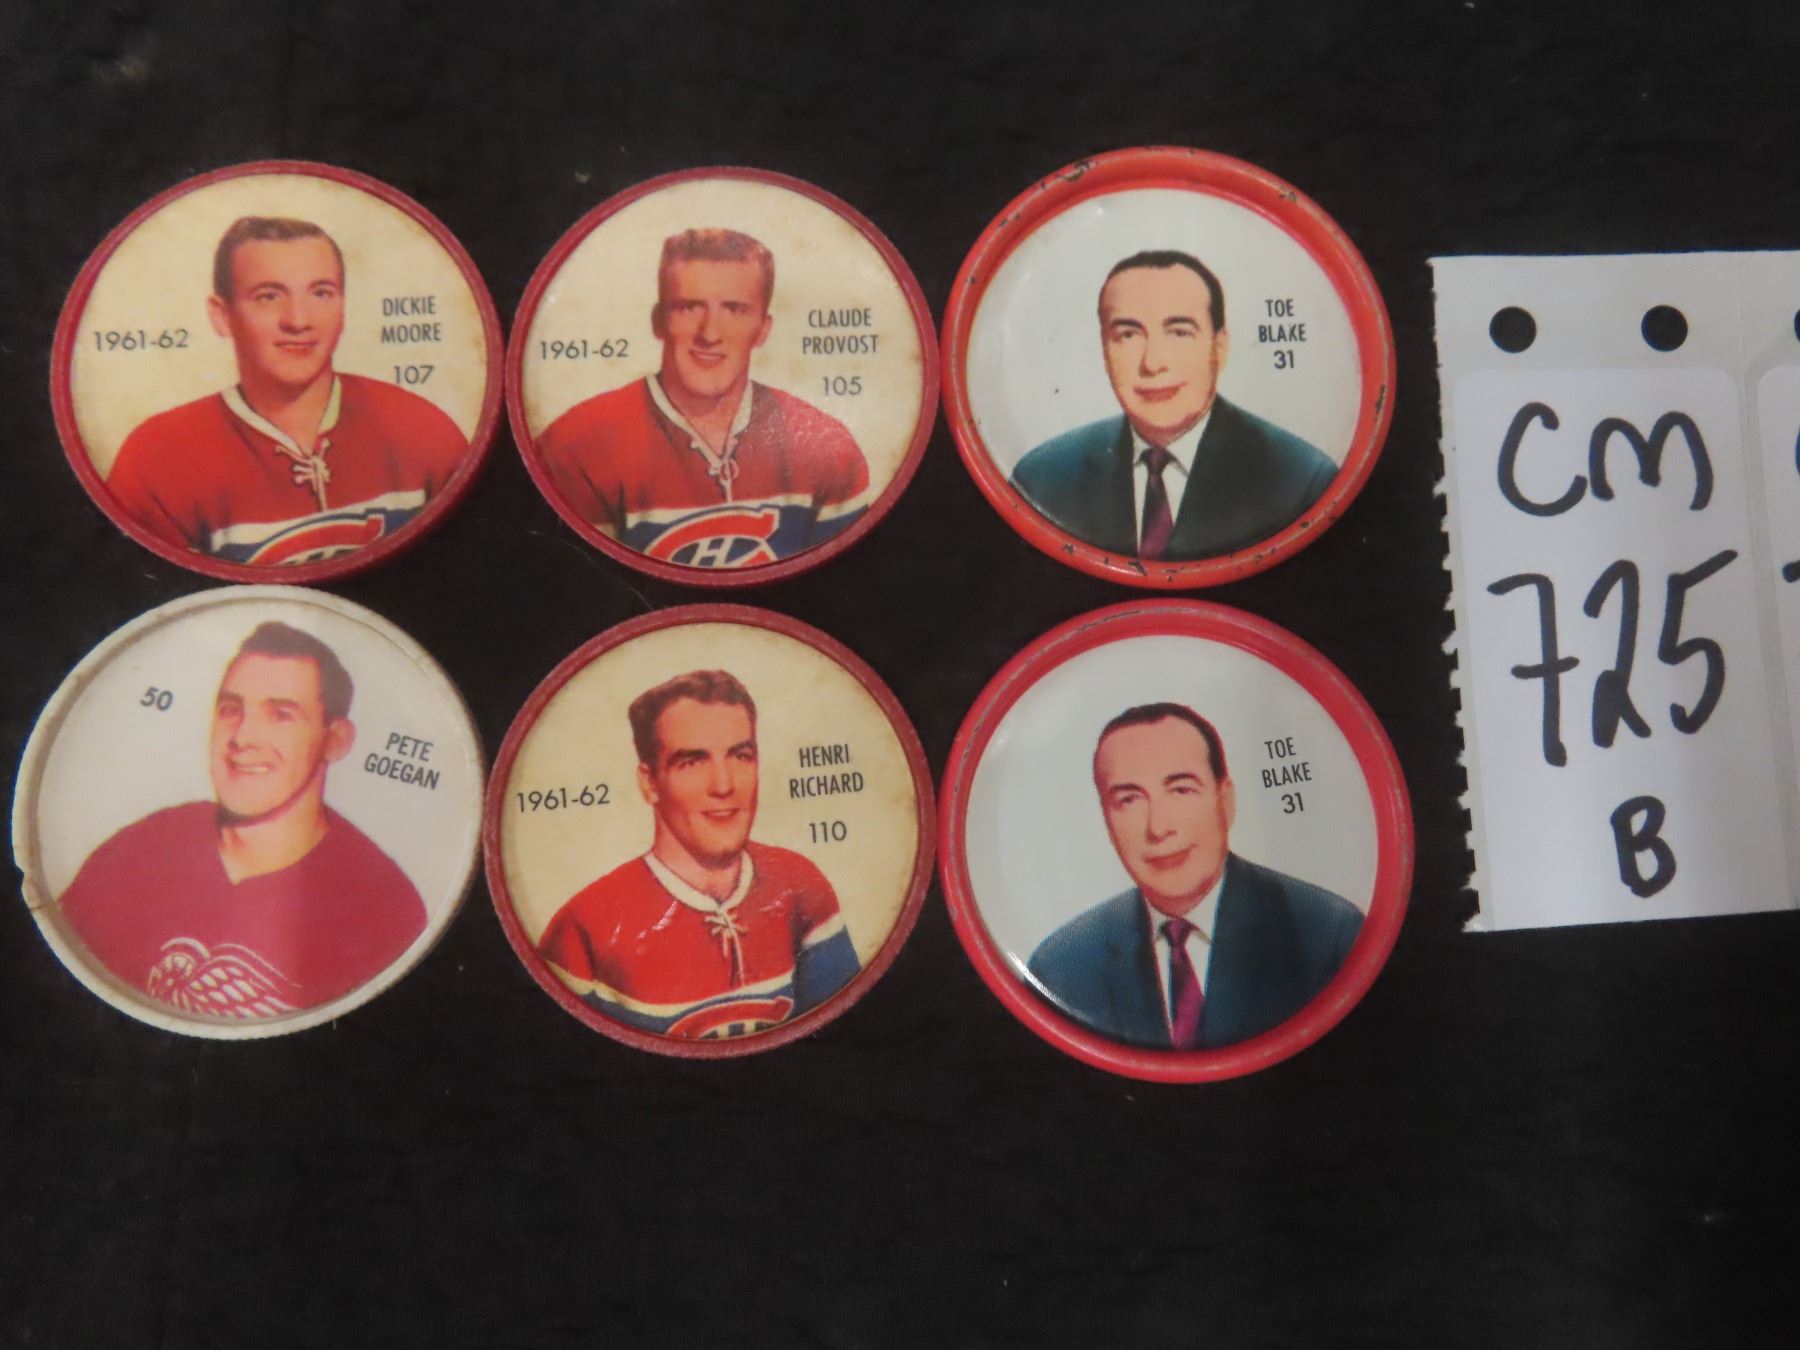 1961-62
DICKIE
MOORE
107
1961-62
CLAUDE
PROVOST
105
TOE
BLAKE
31
50
PETE
GOEGAN
1961-62
HENRI
RICHARD
110
TOE
BLAKE
31
CM
725
B